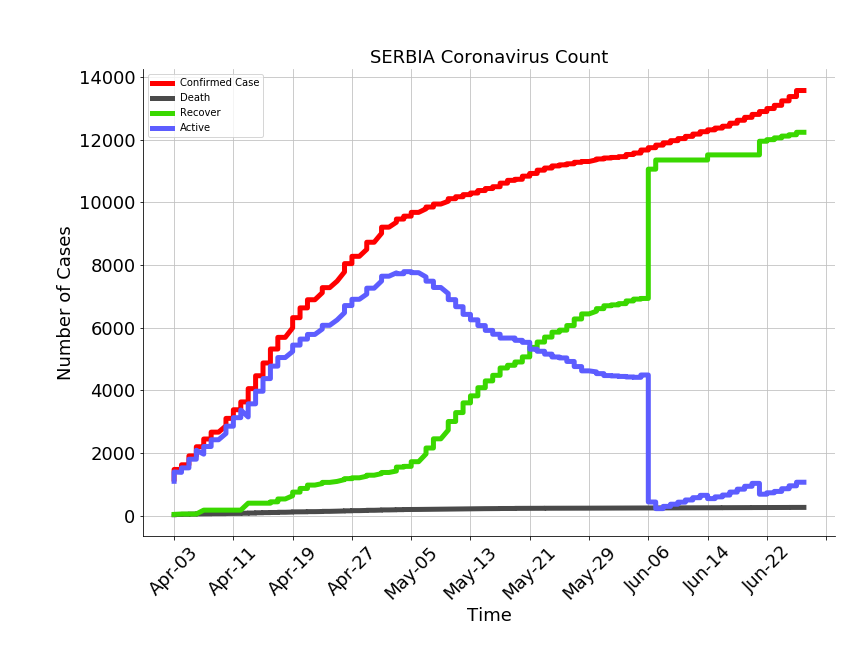 SERBIA Coronavirus Count
Confirmed Case
Death
Recover
Active
Number of Cases
14000
12000
10000
8000
6000
4000
2000
0
Apr-03
Apr-11
Apr-19
Apr-27
May-05
May-13
May-21
May-29
Jun-06
Jun-14
Jun-22
Time